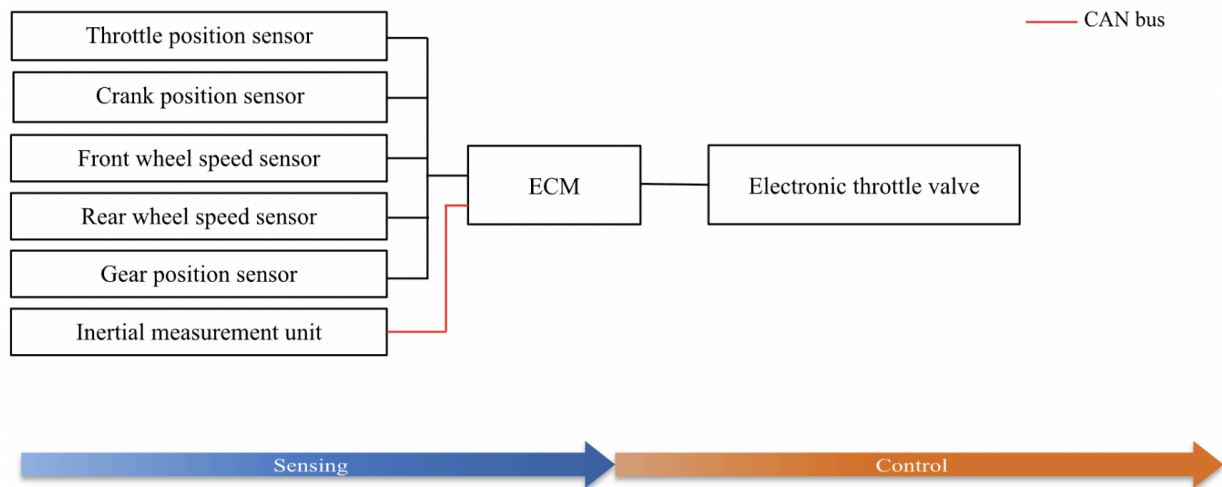 Throttle position sensor
CAN bus
Crank position sensor
Front wheel speed sensor
ECM
Electronic throttle valve
Rear wheel speed sensor
Gear position sensor
Inertial measurement unit
Sensing
Control